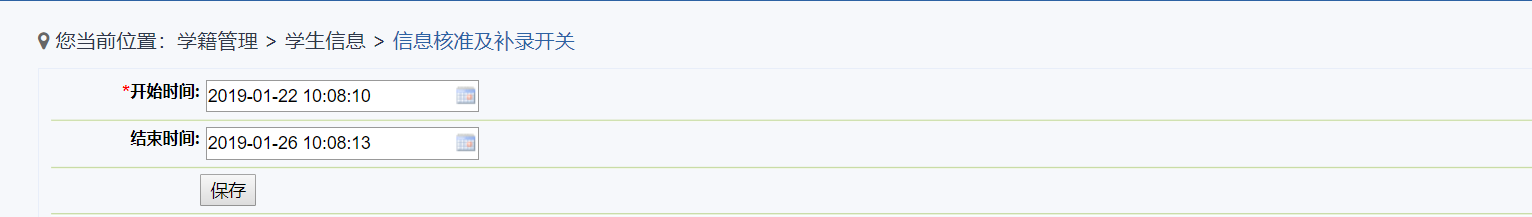 您当前位置：学籍管理 > 学生信息 > 信息核准及补录开关
*开始时间: 2019-01-22 10:08:10
结束时间: 2019-01-26 10:08:13
保存